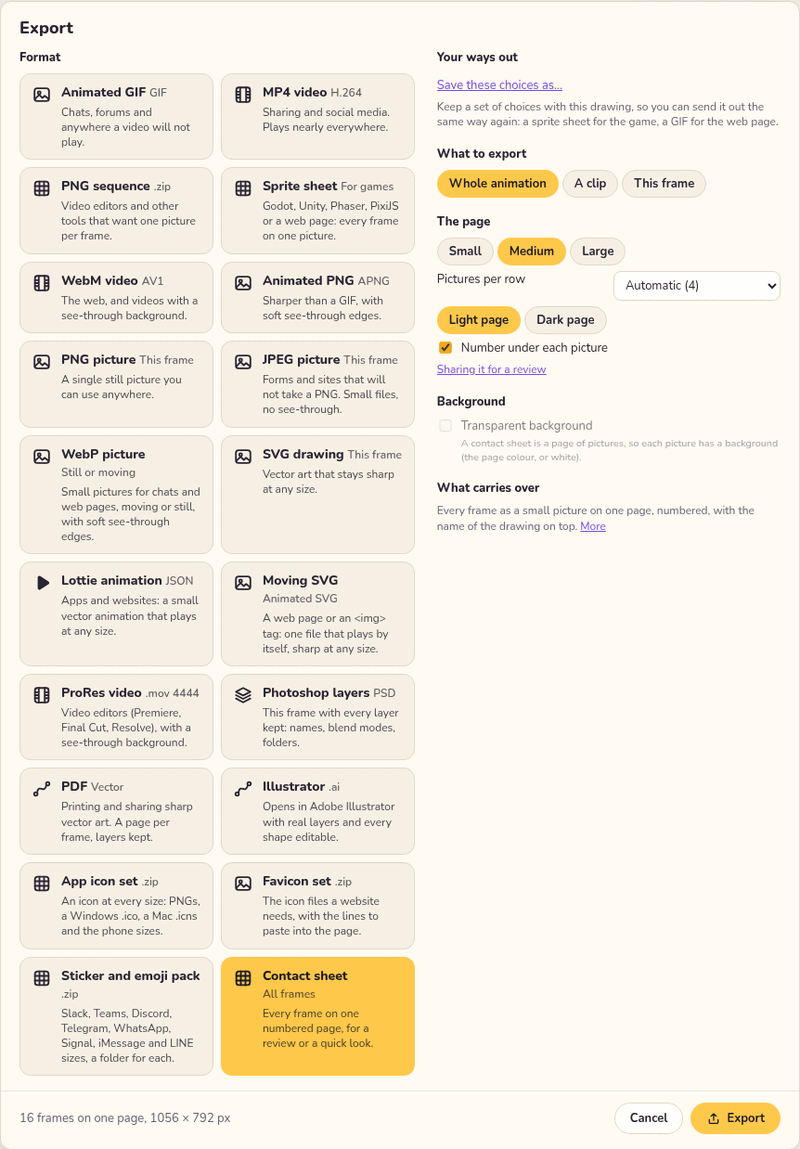 Export
Format
Animated GIF GIF
Chats, forums and
anywhere a video will not
play.
MP4 video H.264
Sharing and social media.
Plays nearly everywhere.
PNG sequence .zip
Video editors and other
tools that want one picture
per frame.
Sprite sheet For games
Godot, Unity, Phaser, PixiJS
or a web page: every frame
on one picture.
WebM video AV1
The web, and videos with a
see-through background.
Animated PNG APNG
Sharper than a GIF, with
soft see-through edges.
PNG picture This frame
A single still picture you
can use anywhere.
JPEG picture This frame
Forms and sites that will
not take a PNG. Small files,
no see-through.
WebP picture
Still or moving
Small pictures for chats and
web pages, moving or still,
with soft see-through
edges.
SVG drawing This frame
Vector art that stays sharp
at any size.
Lottie animation JSON
Apps and websites: a small
vector animation that plays
at any size.
Moving SVG
Animated SVG
A web page or an <img>
tag: one file that plays by
itself, sharp at any size.
ProRes video .mov 4444
Video editors (Premiere,
Final Cut, Resolve), with a
see-through background.
Photoshop layers PSD
This frame with every layer
kept: names, blend modes,
folders.
PDF Vector
Printing and sharing sharp
vector art. A page per
frame, layers kept.
Illustrator .ai
Opens in Adobe Illustrator
with real layers and every
shape editable.
App icon set .zip
An icon at every size: PNGs,
a Windows .ico, a Mac .icns
and the phone sizes.
Favicon set .zip
The icon files a website
needs, with the lines to
paste into the page.
Sticker and emoji pack
.zip
Slack, Teams, Discord,
Telegram, WhatsApp,
Signal, iMessage and LINE
sizes, a folder for each.
Contact sheet
All frames
Every frame on one
numbered page, for a
review or a quick look.
Your ways out
Save these choices as...
Keep a set of choices with this drawing, so you can send it out the
same way again: a sprite sheet for the game, a GIF for the web page.
What to export
Whole animation A clip This frame
The page
Small Medium Large
Pictures per row Automatic (4)
Light page Dark page
Number under each picture
Sharing it for a review
Background
Transparent background
A contact sheet is a page of pictures, so each picture has a background
(the page colour, or white).
What carries over
Every frame as a small picture on one page, numbered, with the
name of the drawing on top. More
16 frames on one page, 1056 × 792 px
Cancel Export